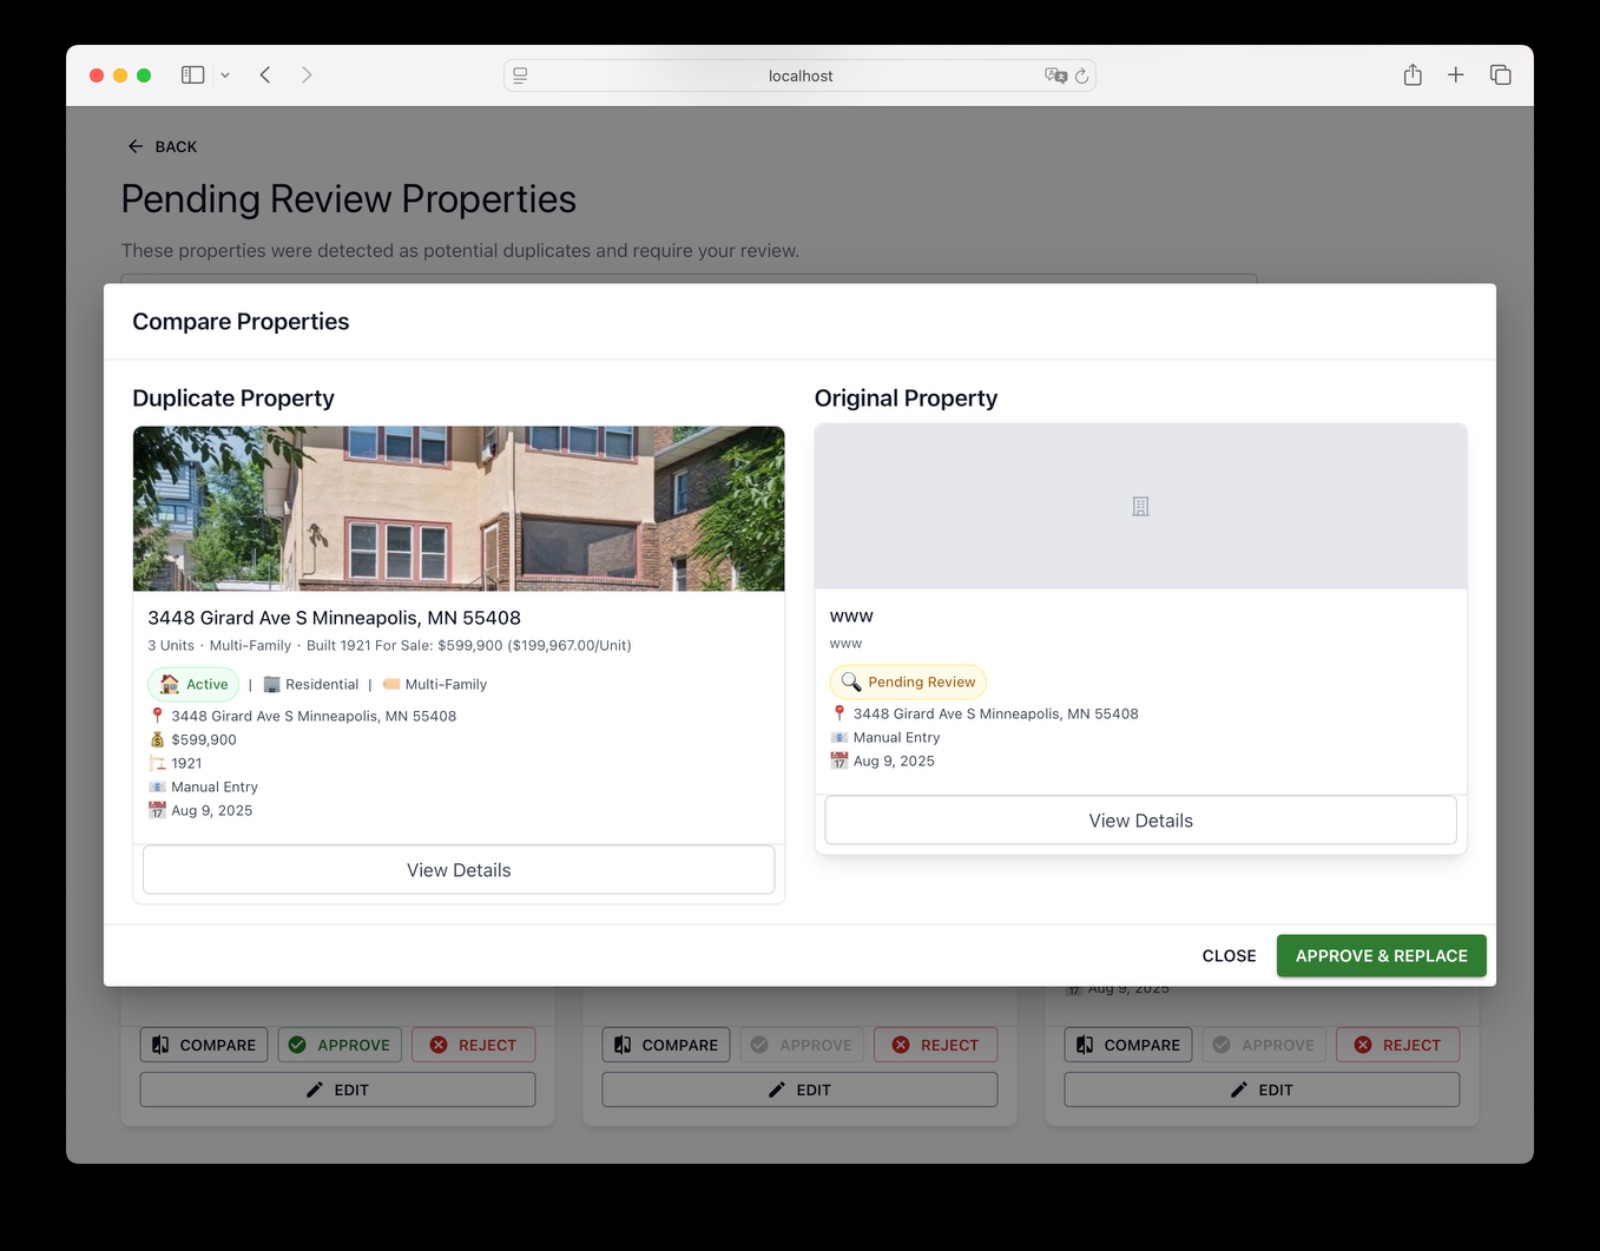 localhost
BACK
Pending Review Properties
These properties were detected as potential duplicates and require your review.
Compare Properties
Duplicate Property
3448 Girard Ave S Minneapolis, MN 55408
3 Units · Multi-Family · Built 1921 For Sale: $599,900 ($199,967.00/Unit)
Active | Residential | Multi-Family
3448 Girard Ave S Minneapolis, MN 55408
$599,900
1921
Manual Entry
17 Aug 9, 2025
View Details
Original Property
www
www
Pending Review
3448 Girard Ave S Minneapolis, MN 55408
Manual Entry
17 Aug 9, 2025
View Details
CLOSE APPROVE & REPLACE
17 Aug 9, 2025
COMPARE APPROVE REJECT COMPARE APPROVE REJECT COMPARE APPROVE REJECT
EDIT EDIT EDIT